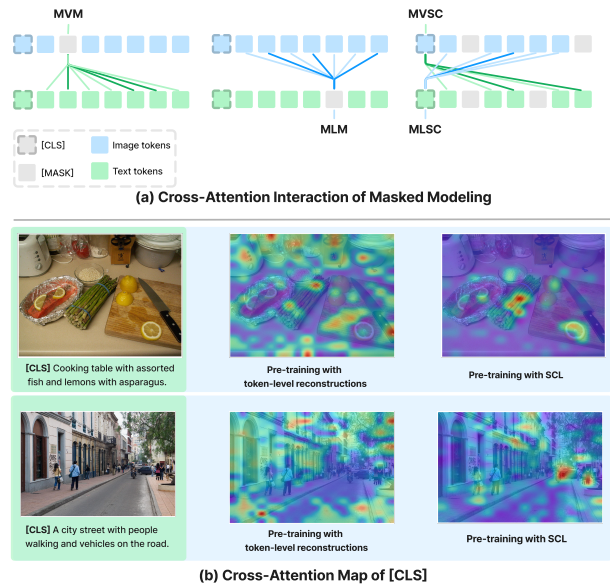 MVM
MVSC
MLM
MLSC
[CLS]
Image tokens
[MASK]
Text tokens
(a) Cross-Attention Interaction of Masked Modeling
[CLS] Cooking table with assorted
fish and lemons with asparagus.
Pre-training with
token-level reconstructions
Pre-training with SCL
[CLS] A city street with people
walking and vehicles on the road.
Pre-training with
token-level reconstructions
Pre-training with SCL
(b) Cross-Attention Map of [CLS]